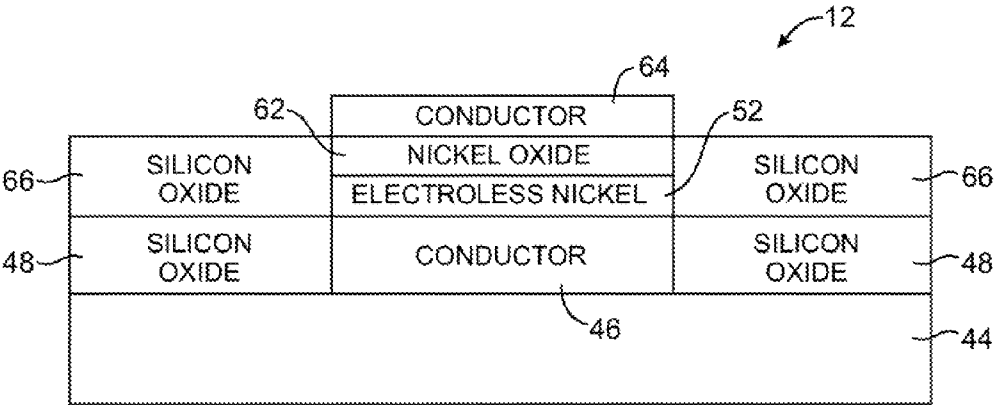 12
64
CONDUCTOR
62
52
NICKEL OXIDE
SILICON
OXIDE
SILICON
OXIDE
66
66
ELECTROLESS NICKEL
SILICON
OXIDE
CONDUCTOR
SILICON
OXIDE
48
48
46
44